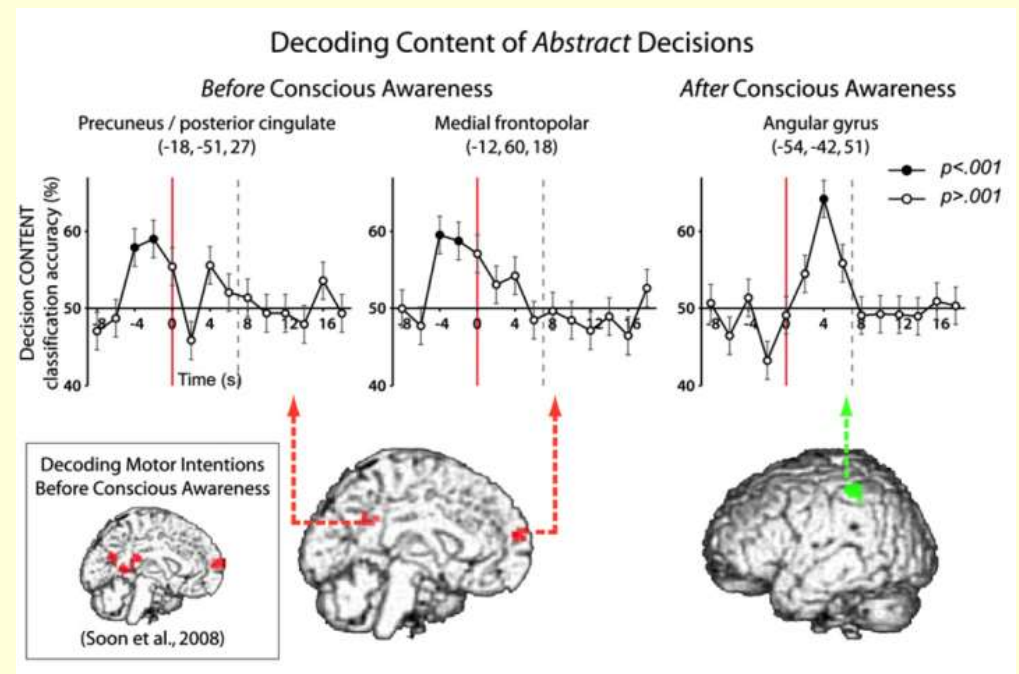 Decoding Content of Abstract Decisions
Before Conscious Awareness
After Conscious Awareness
Precuneus / posterior cingulate
(-18, -51, 27)
Medial frontopolar
(-12, 60, 18)
Angular gyrus
(-54, -42, 51)
p<.001
p>.001
Decision CONTENT
classification accuracy (%)
60
50
40
-8 -4 0 4 8 12 16
Time (s)
60
50
40
-8 -4 0 4 8 12 16
60
50
40
-8 -4 0 4 8 12 16
Decoding Motor Intentions
Before Conscious Awareness
(Soon et al., 2008)